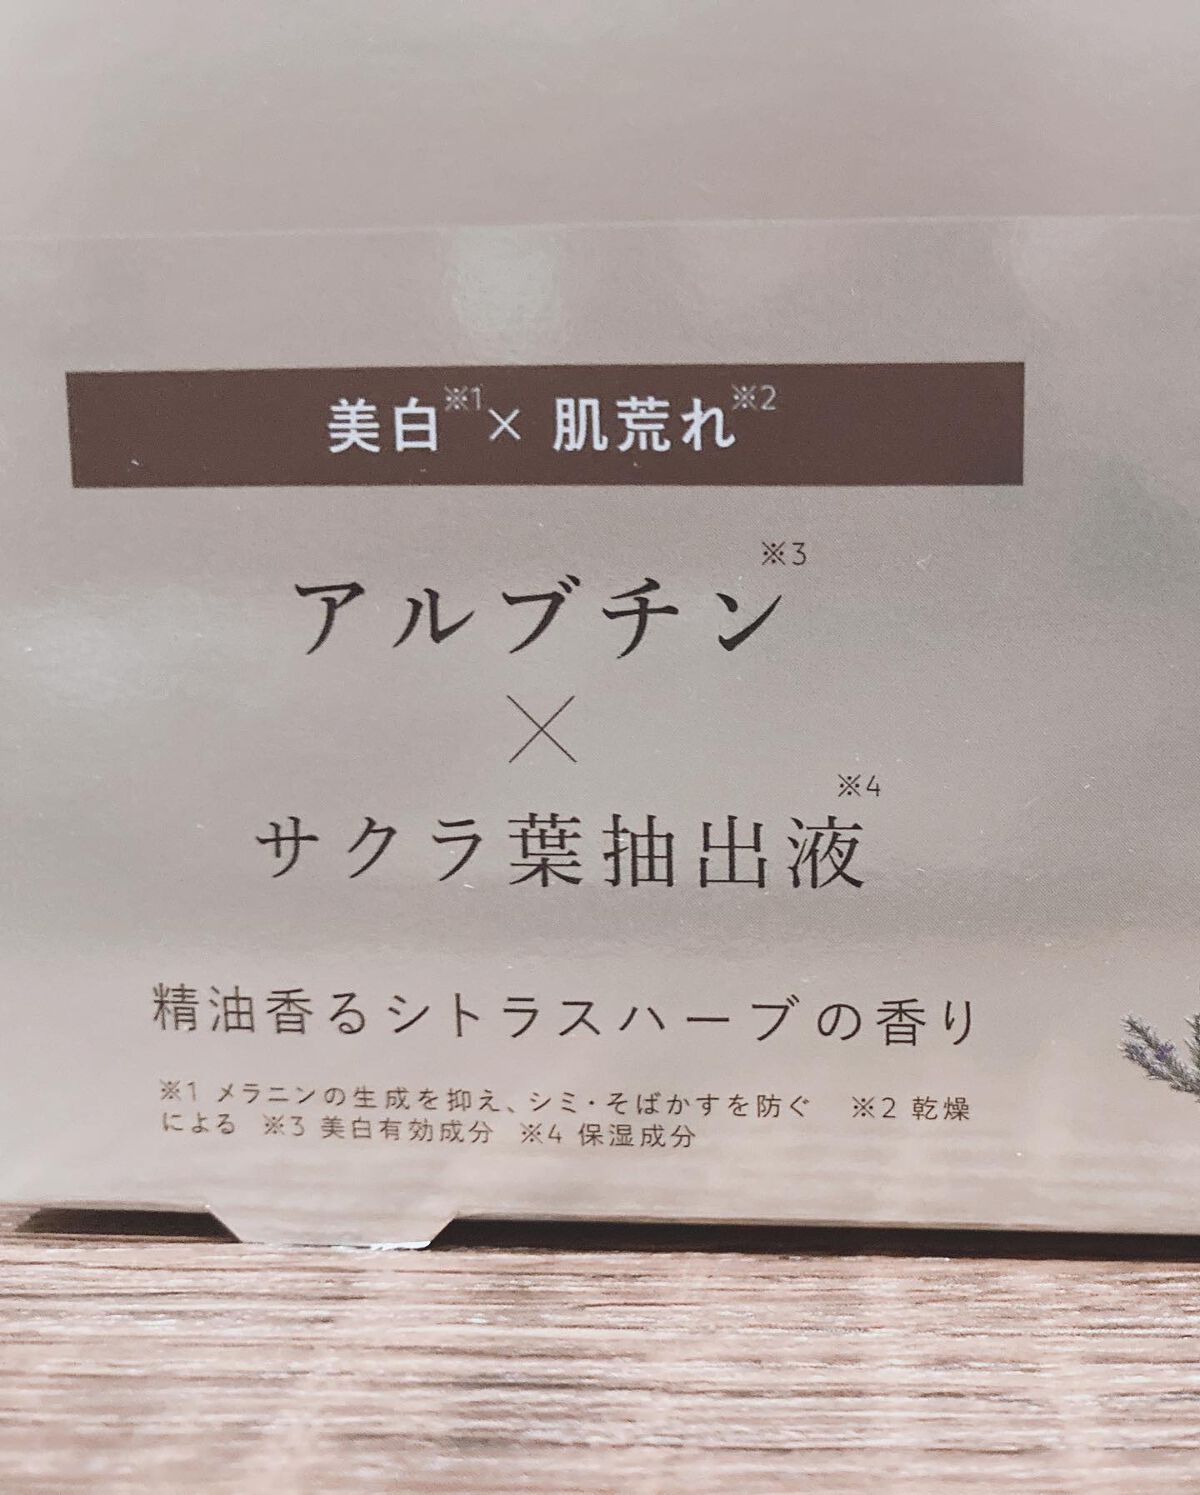 美白※1× 肌荒れ※2
アルブチン※3
×
サクラ葉抽出液※4
精油香るシトラスハーブの香り
※1 メラニンの生成を抑え、シミ・そばかすを防ぐ ※2 乾燥
による ※3 美白有効成分 ※4 保湿成分